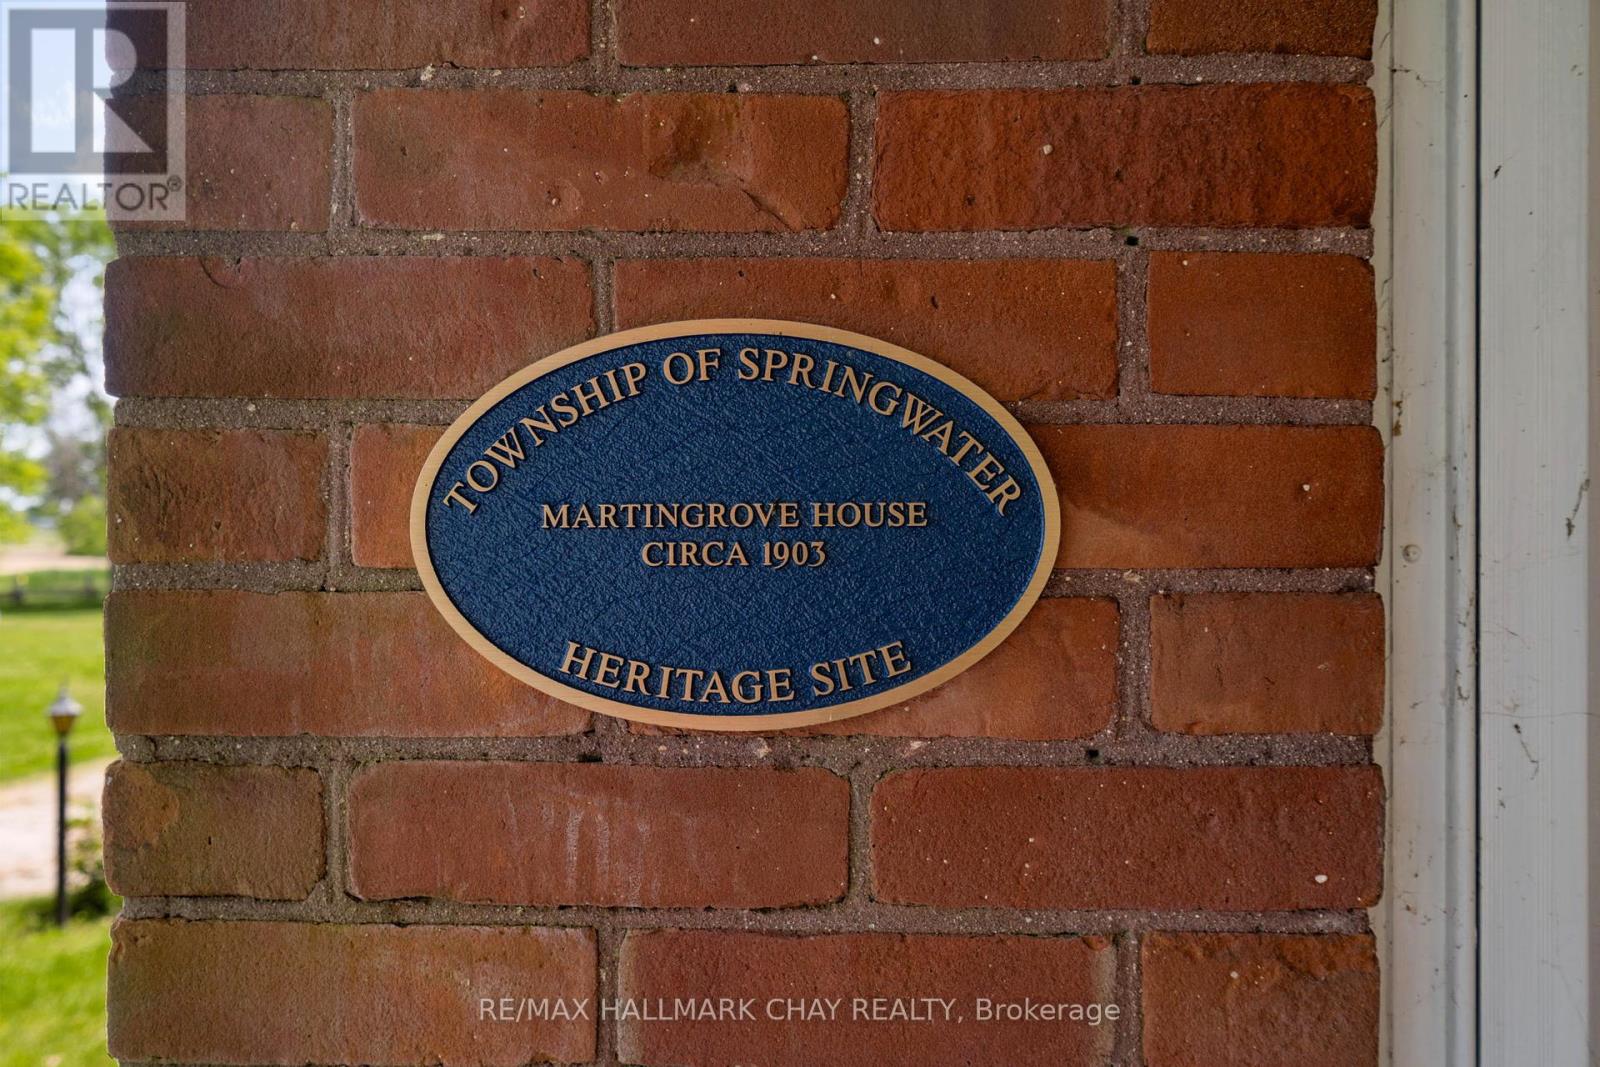 REALTOR®
TOWNSHIP OF SPRINGWATER
MARTINGROVE HOUSE
CIRCA 1903
HERITAGE SITE
RE/MAX HALLMARK CHAY REALTY, Brokerage